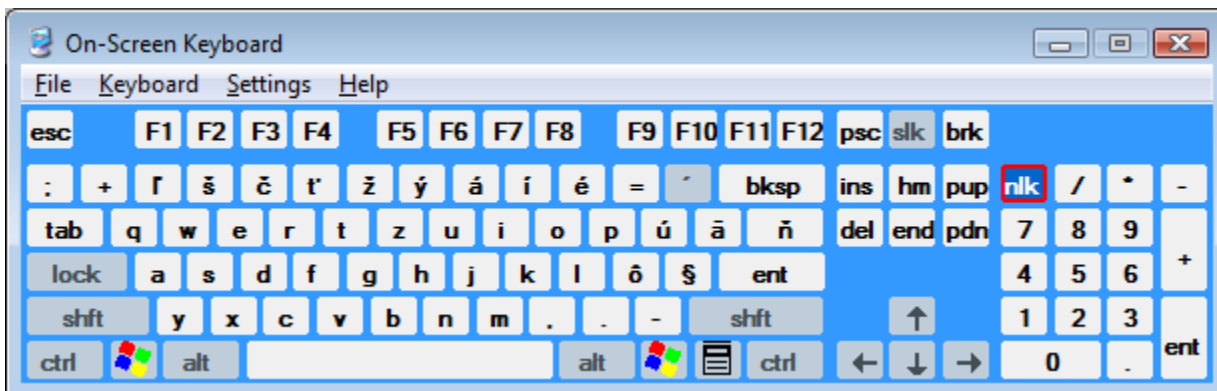 On-Screen Keyboard
File Keyboard Settings Help
esc F1 F2 F3 F4 F5 F6 F7 F8 F9 F10 F11 F12 psc slk brk
; + ľ š č ť ž ý á í é = ´ bksp ins hm pup nlk / * -
tab q w e r t z u i o p ú ä ň del end pdn 7 8 9 +
lock a s d f g h j k l ô § ent 4 5 6
shft y x c v b n m , . - shft ↑ 1 2 3 ent
ctrl alt alt ctrl ← ↓ → 0 .